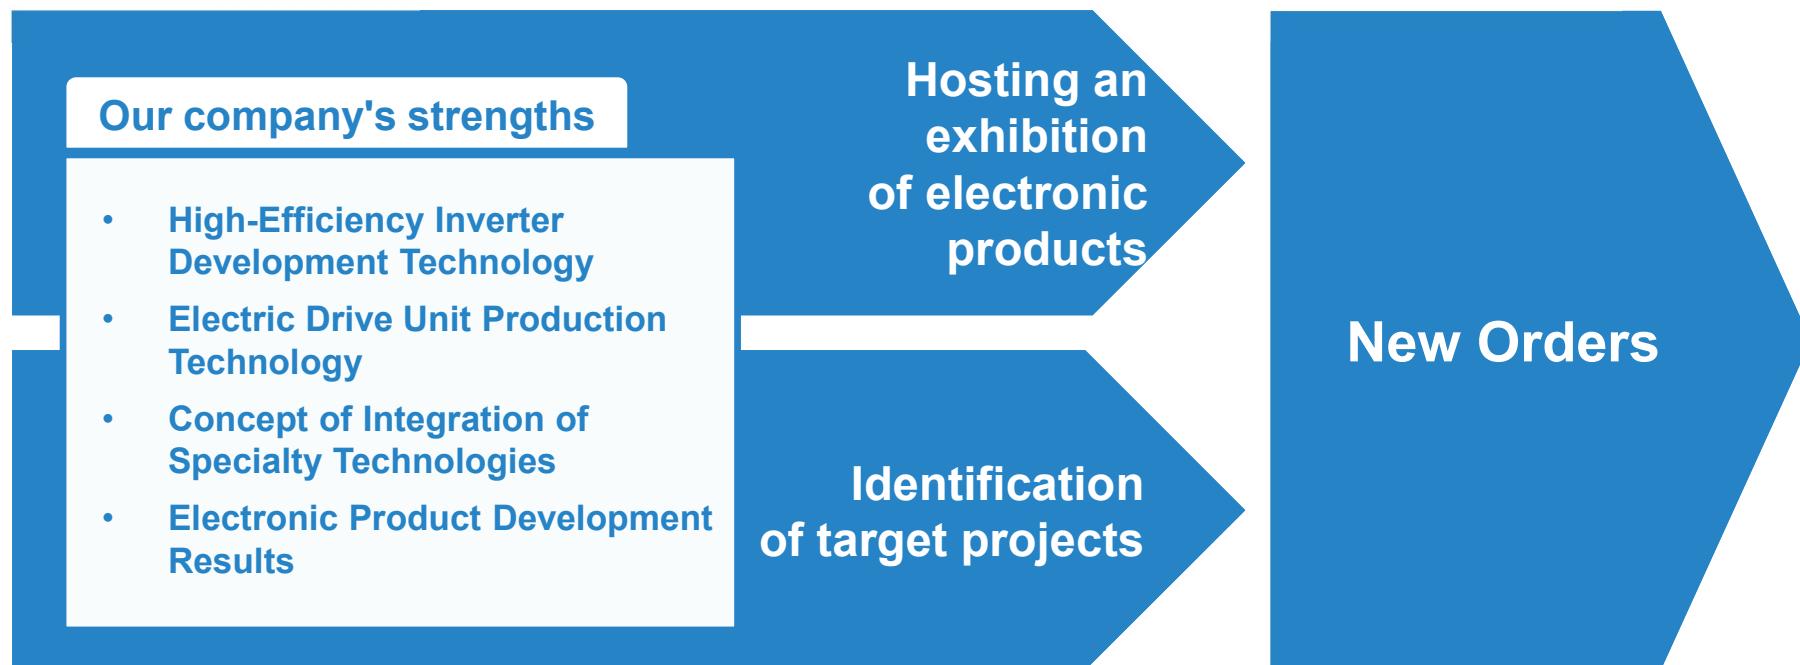 Our company's strengths
• High-Efficiency Inverter
Development Technology
• Electric Drive Unit Production
Technology
• Concept of Integration of
Specialty Technologies
• Electronic Product Development
Results
Hosting an
exhibition
of electronic
products
Identification
of target projects
New Orders